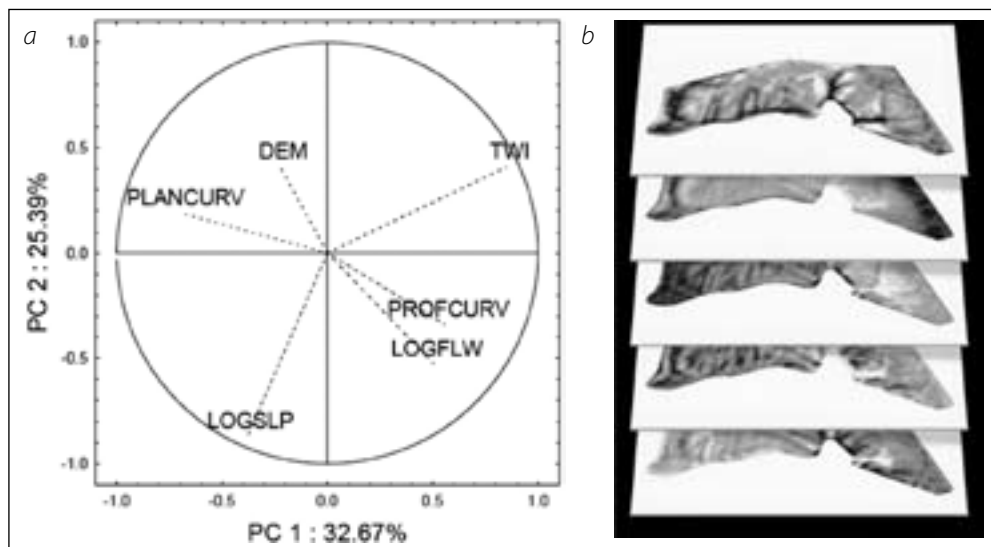 a
b
1.0
0.5
0.0
-0.5
-1.0
PC 2 : 25.39%
DEM
TWI
PLANCURV
PROFCURV
LOGFLW
LOGSLP
-1.0
-0.5
0.0
0.5
1.0
PC 1 : 32.67%